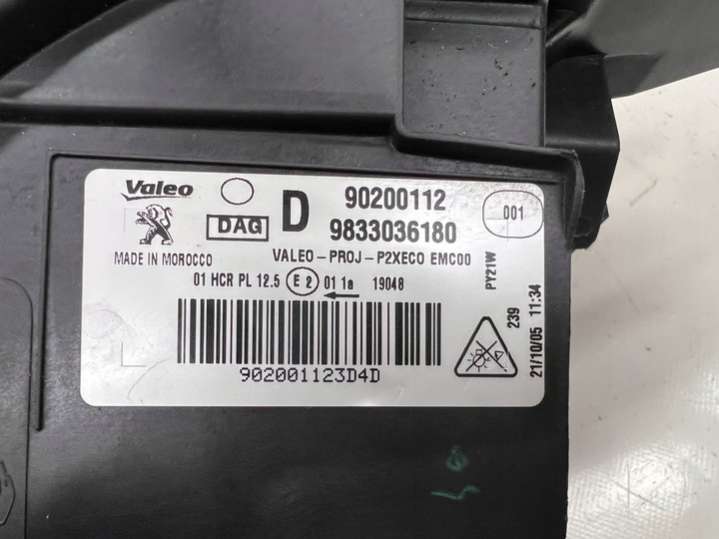 Valeo
D 90200112
001
DAG
9833036180
MADE IN MOROCCO
VALEO-PROJ-P2XECO EMC00
01 HCR PL 12.5 E2 01 1a 19048
902001123D4D
PY21W
239
21/10/05 11:34